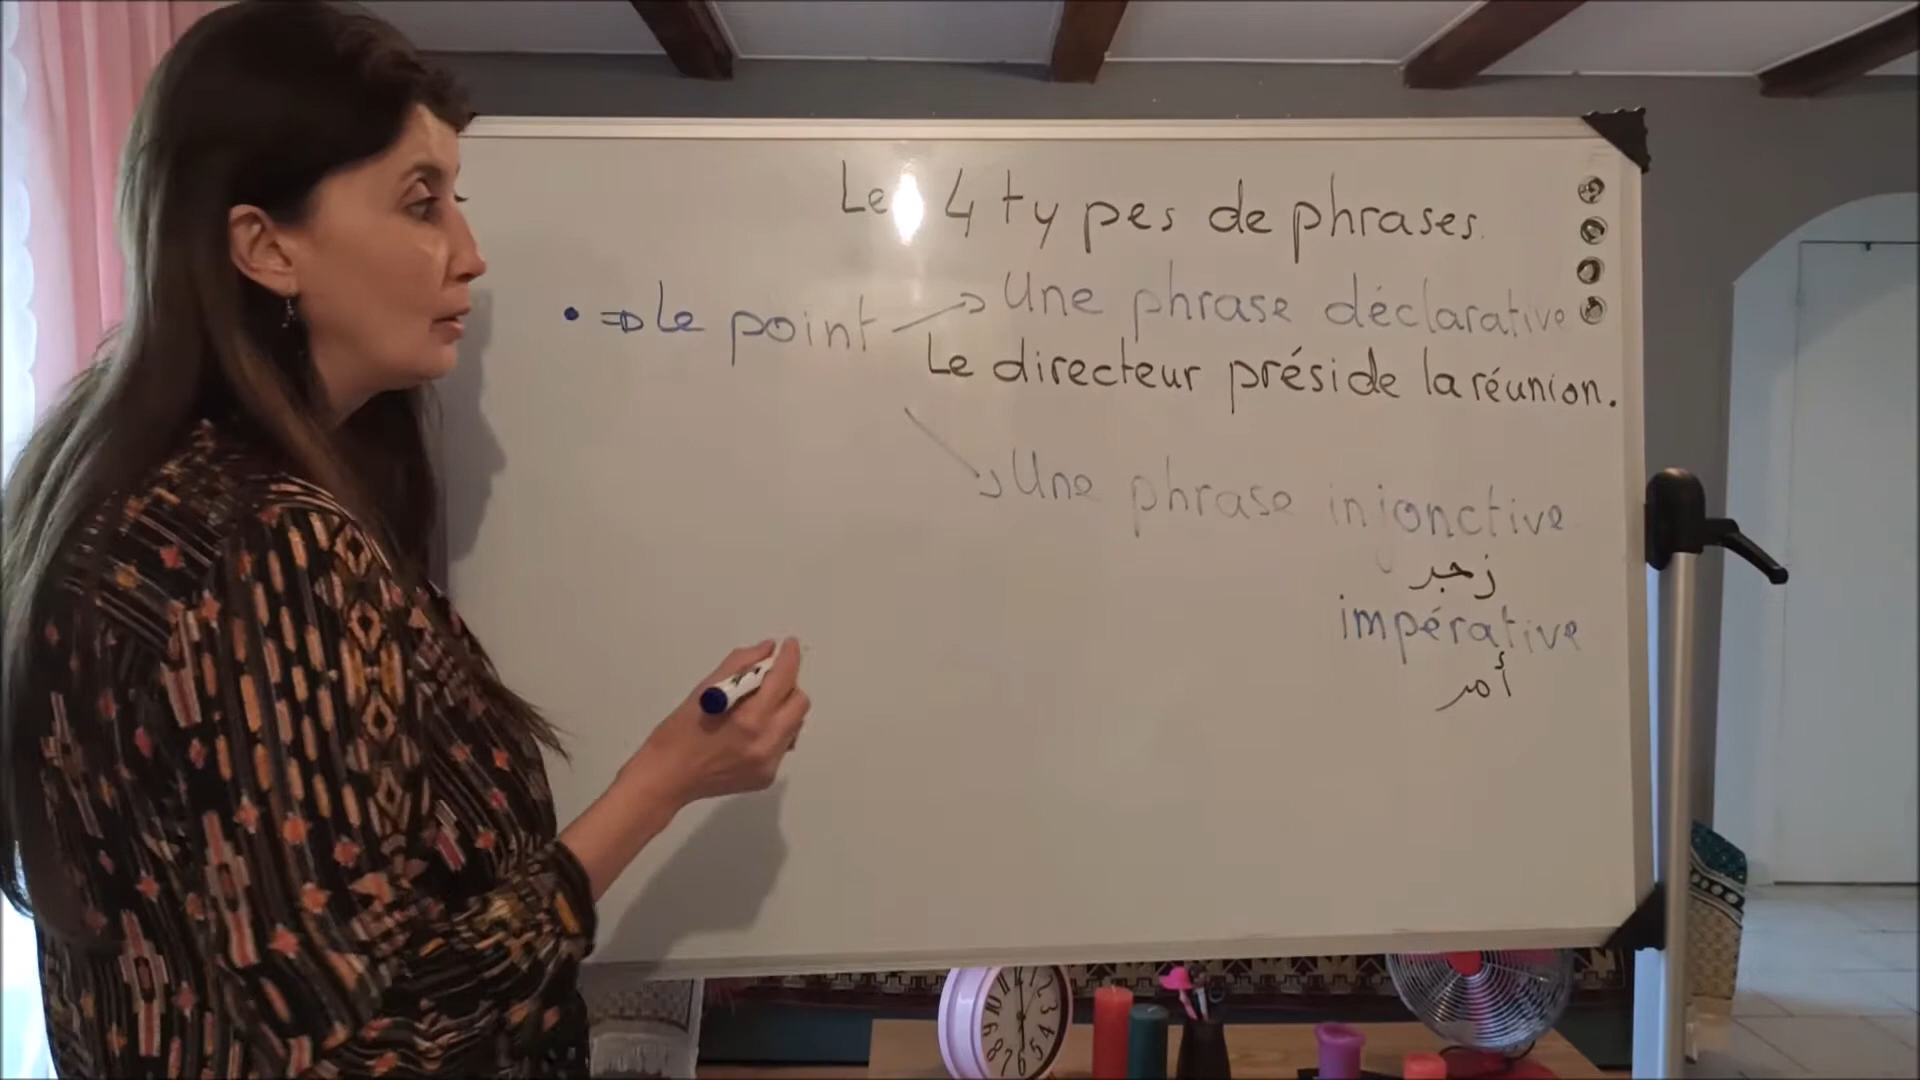 Le 4 types de phrases.
• ⇒ Le point → Une phrase déclarative
Le directeur préside la réunion.
→ Une phrase injonctive
زجر
impérative
أمر